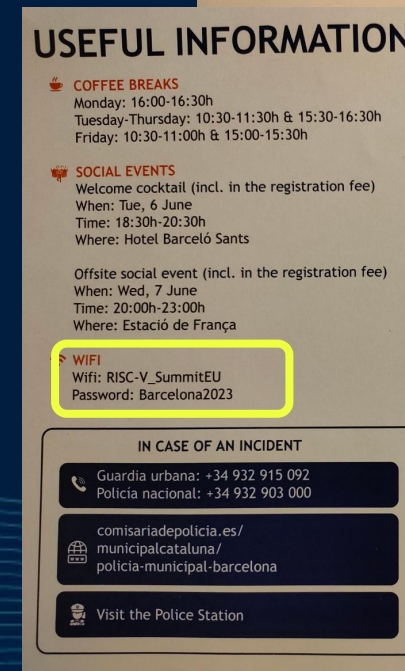 USEFUL INFORMATION
COFFEE BREAKS
Monday: 16:00-16:30h
Tuesday-Thursday: 10:30-11:30h & 15:30-16:30h
Friday: 10:30-11:00h & 15:00-15:30h
SOCIAL EVENTS
Welcome cocktail (incl. in the registration fee)
When: Tue, 6 June
Time: 18:30h-20:30h
Where: Hotel Barceló Sants
Offsite social event (incl. in the registration fee)
When: Wed, 7 June
Time: 20:00h-23:00h
Where: Estació de França
WIFI
Wifi: RISC-V_SummitEU
Password: Barcelona2023
IN CASE OF AN INCIDENT
Guardia urbana: +34 932 915 092
Policía nacional: +34 932 903 000
comisariadepolicia.es/
municipalcataluna/
policia-municipal-barcelona
Visit the Police Station